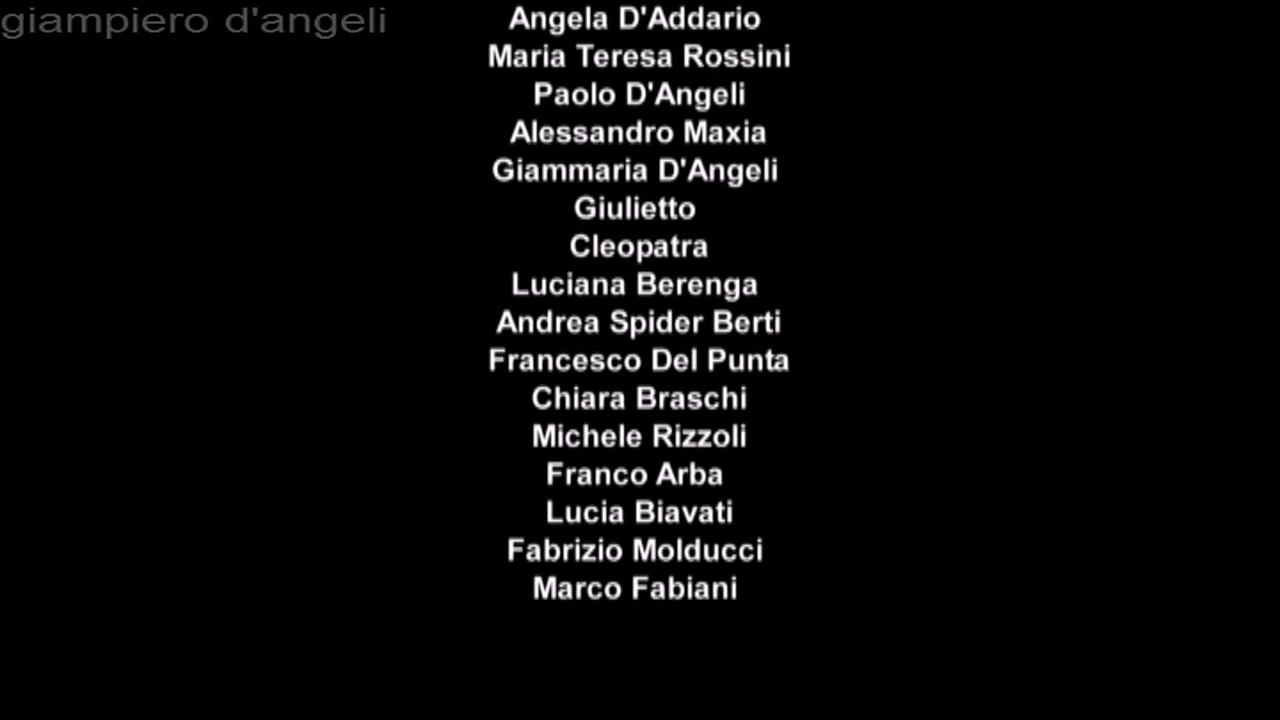 giampiero d'angeli
Angela D'Addario
Maria Teresa Rossini
Paolo D'Angeli
Alessandro Maxia
Giammaria D'Angeli
Giulietto
Cleopatra
Luciana Berenga
Andrea Spider Berti
Francesco Del Punta
Chiara Braschi
Michele Rizzoli
Franco Arba
Lucia Biavati
Fabrizio Molducci
Marco Fabiani